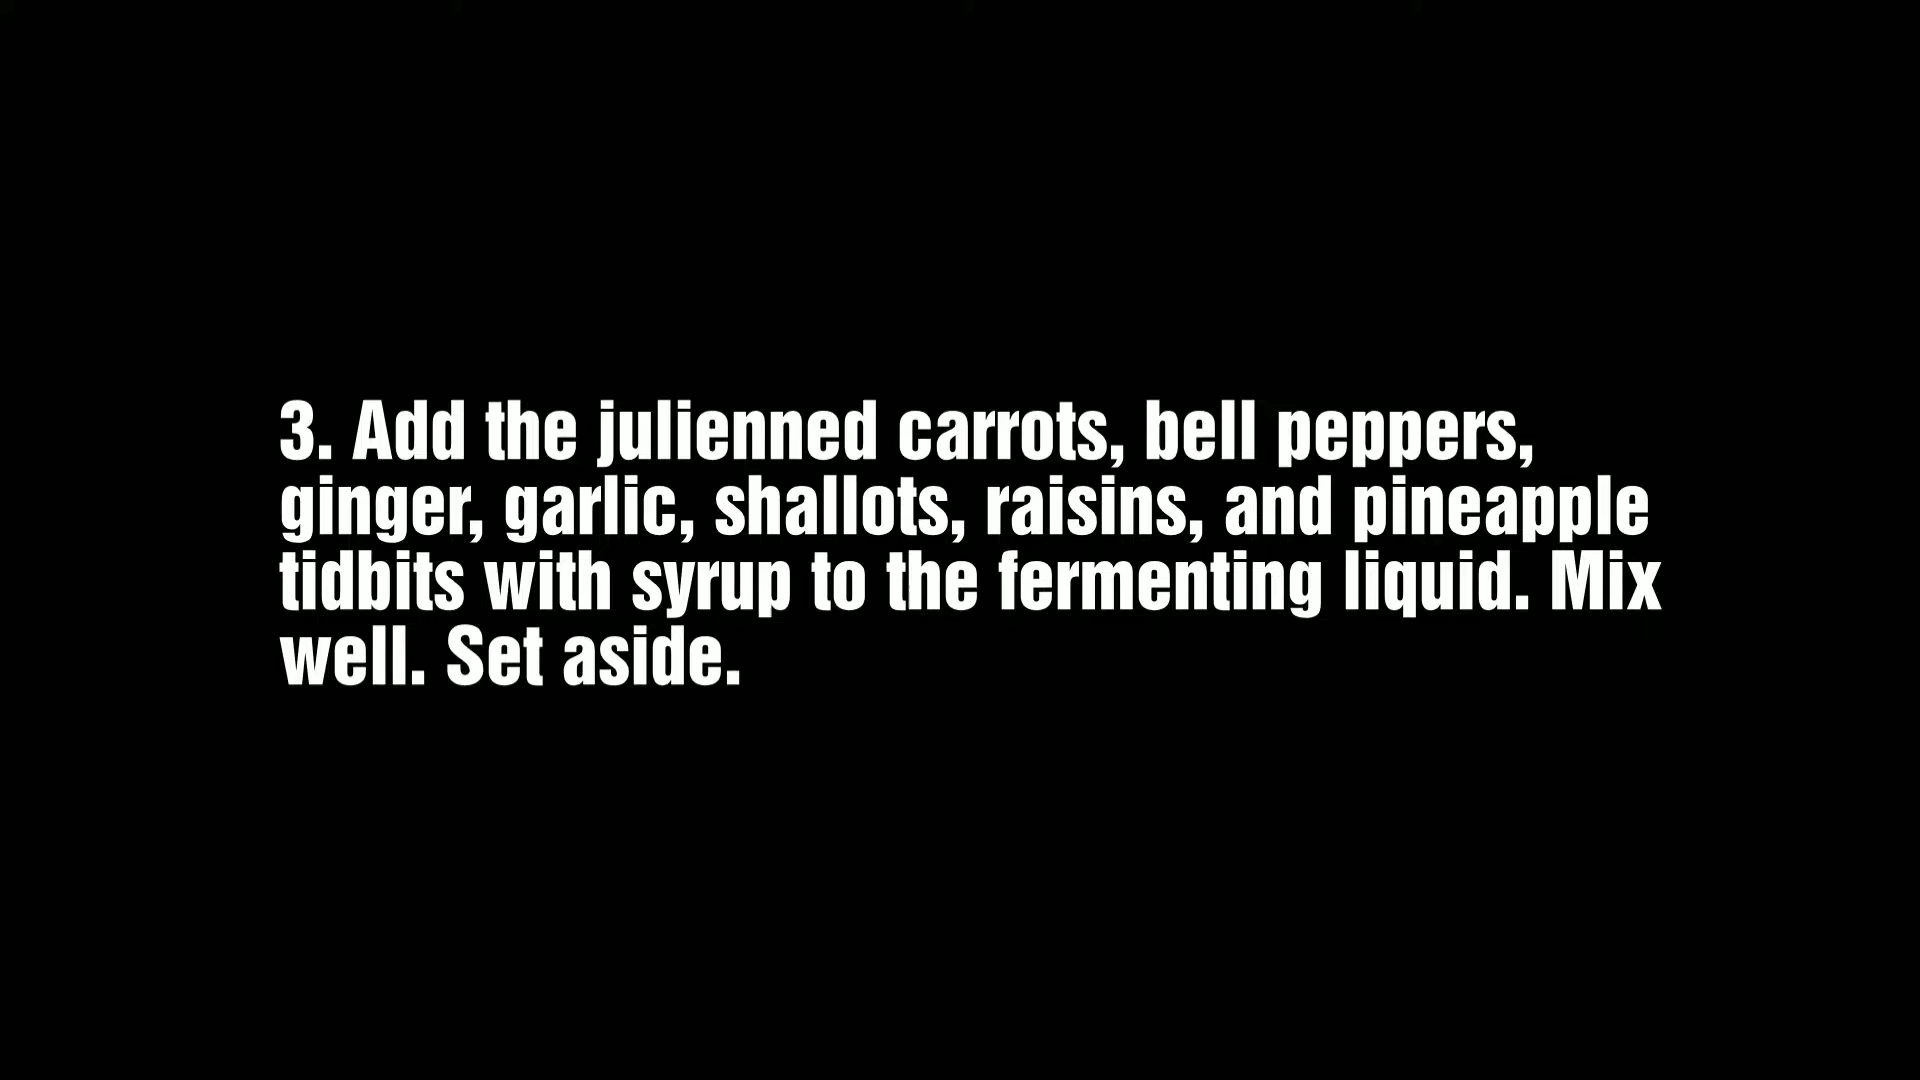 3. Add the julienned carrots, bell peppers,
ginger, garlic, shallots, raisins, and pineapple
tidbits with syrup to the fermenting liquid. Mix
well. Set aside.